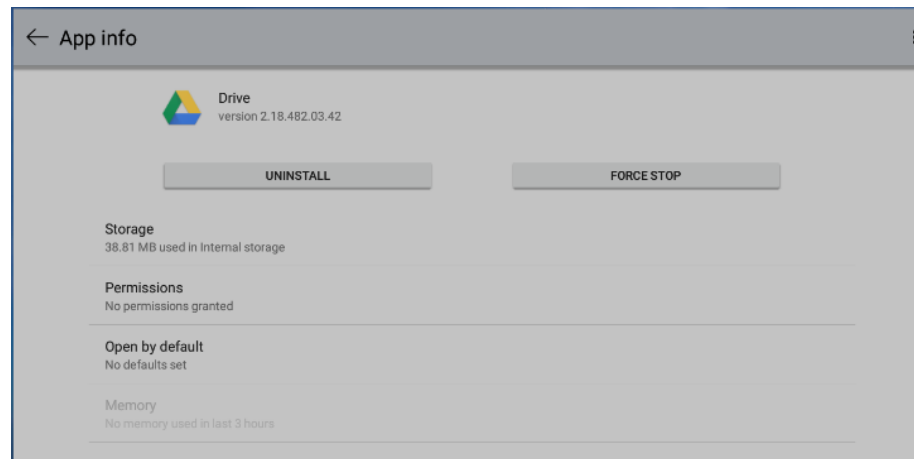 App info
Drive
version 2.18.482.03.42
UNINSTALL
FORCE STOP
Storage
38.81 MB used in Internal storage
Permissions
No permissions granted
Open by default
No defaults set
Memory
No memory used in last 3 hours